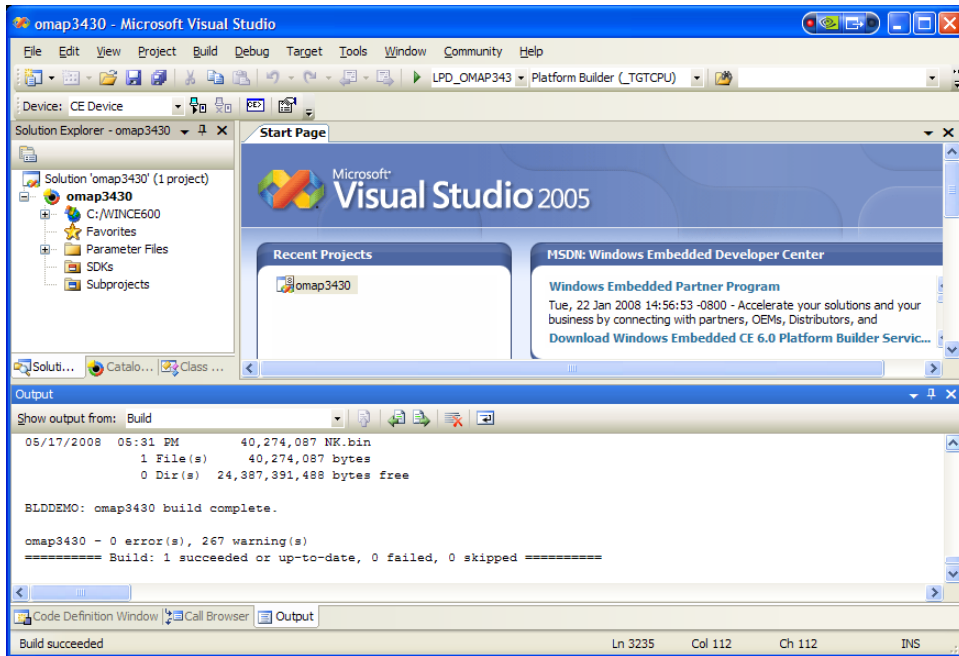 omap3430 - Microsoft Visual Studio
File Edit View Project Build Debug Target Tools Window Community Help
LPD_OMAP343 Platform Builder (_TGTCPU)
Device: CE Device
Solution Explorer - omap3430
Start Page
Solution 'omap3430' (1 project)
omap3430
C:/WINCE600
Favorites
Parameter Files
SDKs
Subprojects
Soluti... Catalo... Class ...
Microsoft
Visual Studio 2005
Recent Projects
omap3430
MSDN: Windows Embedded Developer Center
Windows Embedded Partner Program
Tue, 22 Jan 2008 14:56:53 -0800 - Accelerate your solutions and your
business by connecting with partners, OEMs, Distributors, and
Download Windows Embedded CE 6.0 Platform Builder Servic...
Output
Show output from: Build
05/17/2008 05:31 PM 40,274,087 NK.bin
1 File(s) 40,274,087 bytes
0 Dir(s) 24,387,391,488 bytes free
BLDDEMO: omap3430 build complete.
omap3430 - 0 error(s), 267 warning(s)
========== Build: 1 succeeded or up-to-date, 0 failed, 0 skipped ==========
Code Definition Window Call Browser Output
Build succeeded Ln 3235 Col 112 Ch 112 INS